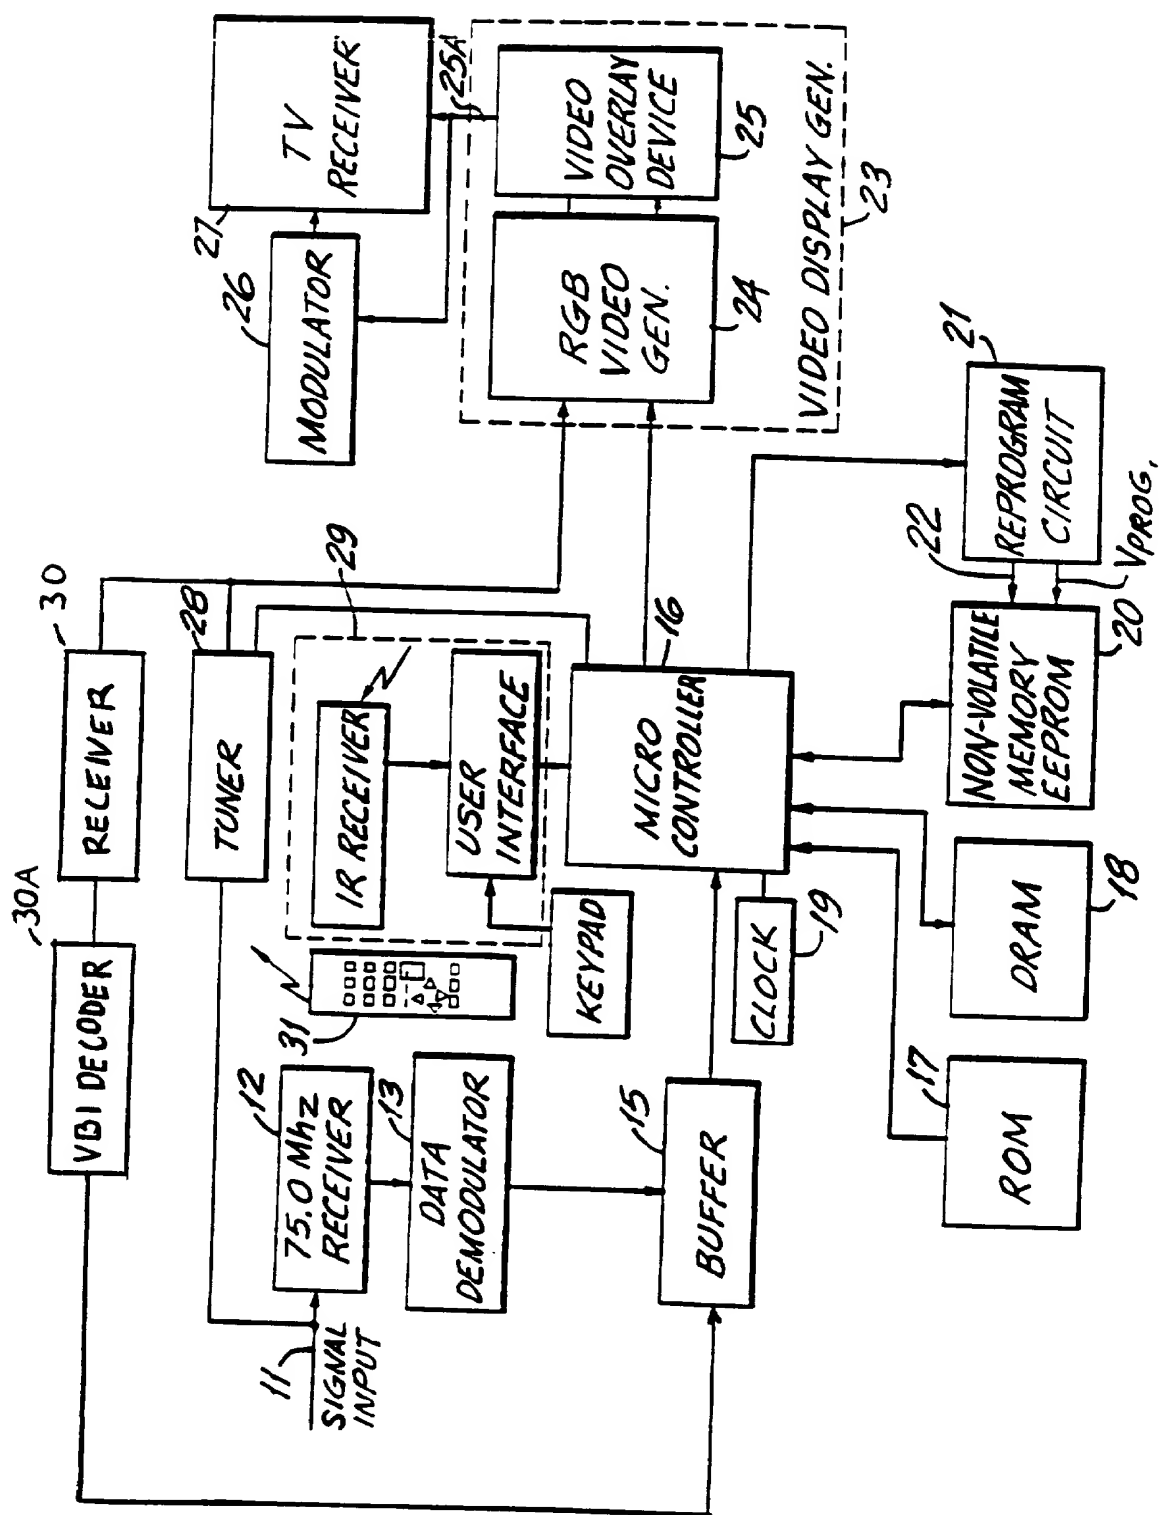 30A
VBI DECODER
30
RECEIVER
28
TUNER
11
SIGNAL
INPUT
12
75.0 Mhz
RECEIVER
13
DATA
DEMODULATOR
31
29
IR RECEIVER
USER
INTERFACE
KEYPAD
15
BUFFER
16
MICRO
CONTROLLER
CLOCK
19
17
ROM
DRAM
18
NON-VOLATILE
MEMORY
EEPROM
20
22
VPROG.
21
REPROGRAM
CIRCUIT
26
MODULATOR
27
TV
RECEIVER
25A
RGB
VIDEO
GEN.
24
VIDEO
OVERLAY
DEVICE
25
VIDEO DISPLAY GEN.
23